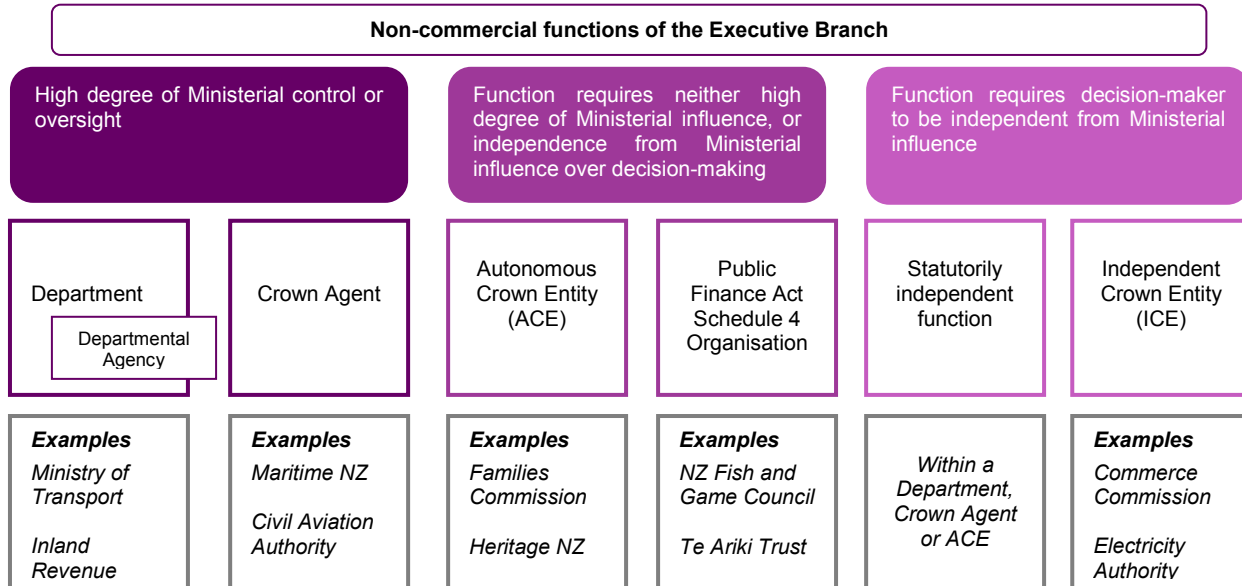 Non-commercial functions of the Executive Branch
High degree of Ministerial control or
oversight
Function requires neither high
degree of Ministerial influence, or
independence from Ministerial
influence over decision-making
Function requires decision-maker
to be independent from Ministerial
influence
Department
Departmental
Agency
Crown Agent
Autonomous
Crown Entity
(ACE)
Public
Finance Act
Schedule 4
Organisation
Statutorily
independent
function
Independent
Crown Entity
(ICE)
Examples
Ministry of
Transport
Inland
Revenue
Examples
Maritime NZ
Civil Aviation
Authority
Examples
Families
Commission
Heritage NZ
Examples
NZ Fish and
Game Council
Te Ariki Trust
Within a
Department,
Crown Agent
or ACE
Examples
Commerce
Commission
Electricity
Authority